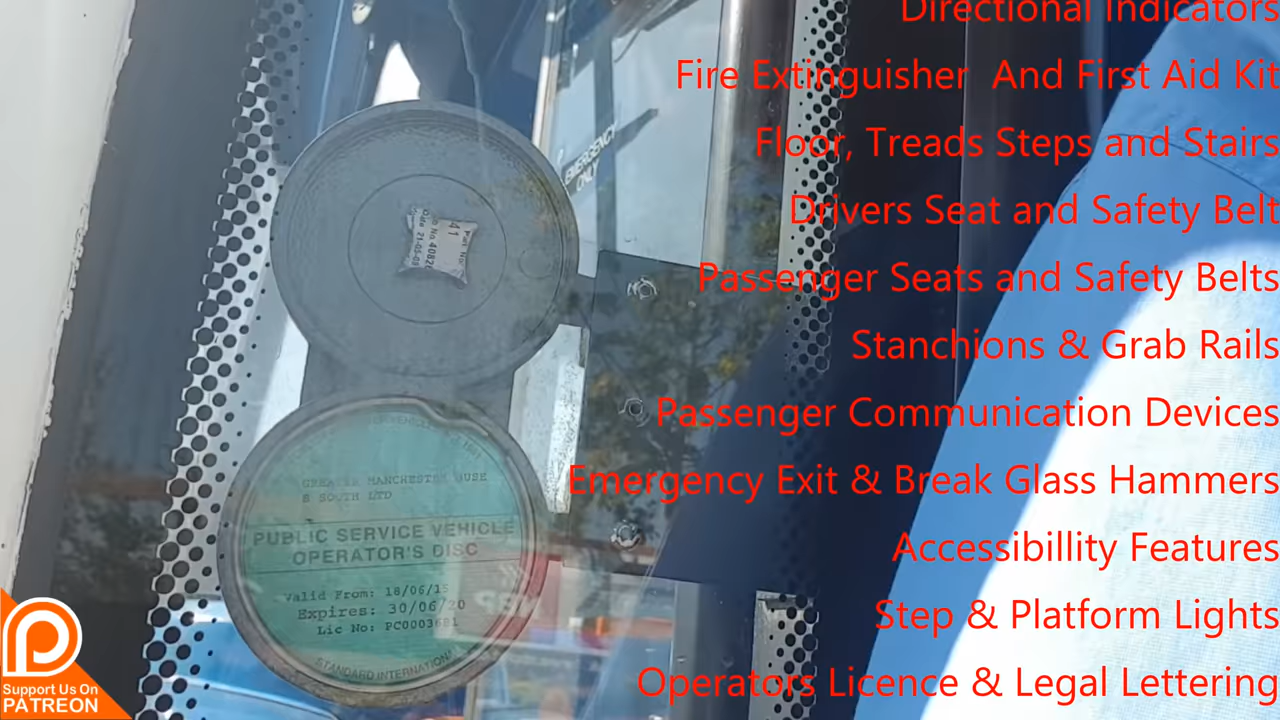 Directional Indicators
Fire Extinguisher And First Aid Kit
Floor, Treads Steps and Stairs
Drivers Seat and Safety Belt
Passenger Seats and Safety Belts
Stanchions & Grab Rails
Passenger Communication Devices
Emergency Exit & Break Glass Hammers
Accessibillity Features
Step & Platform Lights
Operators Licence & Legal Lettering
EMERGENCY
ONLY
41
GREATER MANCHESTER BUSES
& SOUTH LTD
PUBLIC SERVICE VEHICLE
OPERATOR'S DISC
Valid From: 18/06/15
Expires: 30/06/20
Lic No: PC0003681
STANDARD INTERNATIONAL
Support Us On
PATREON